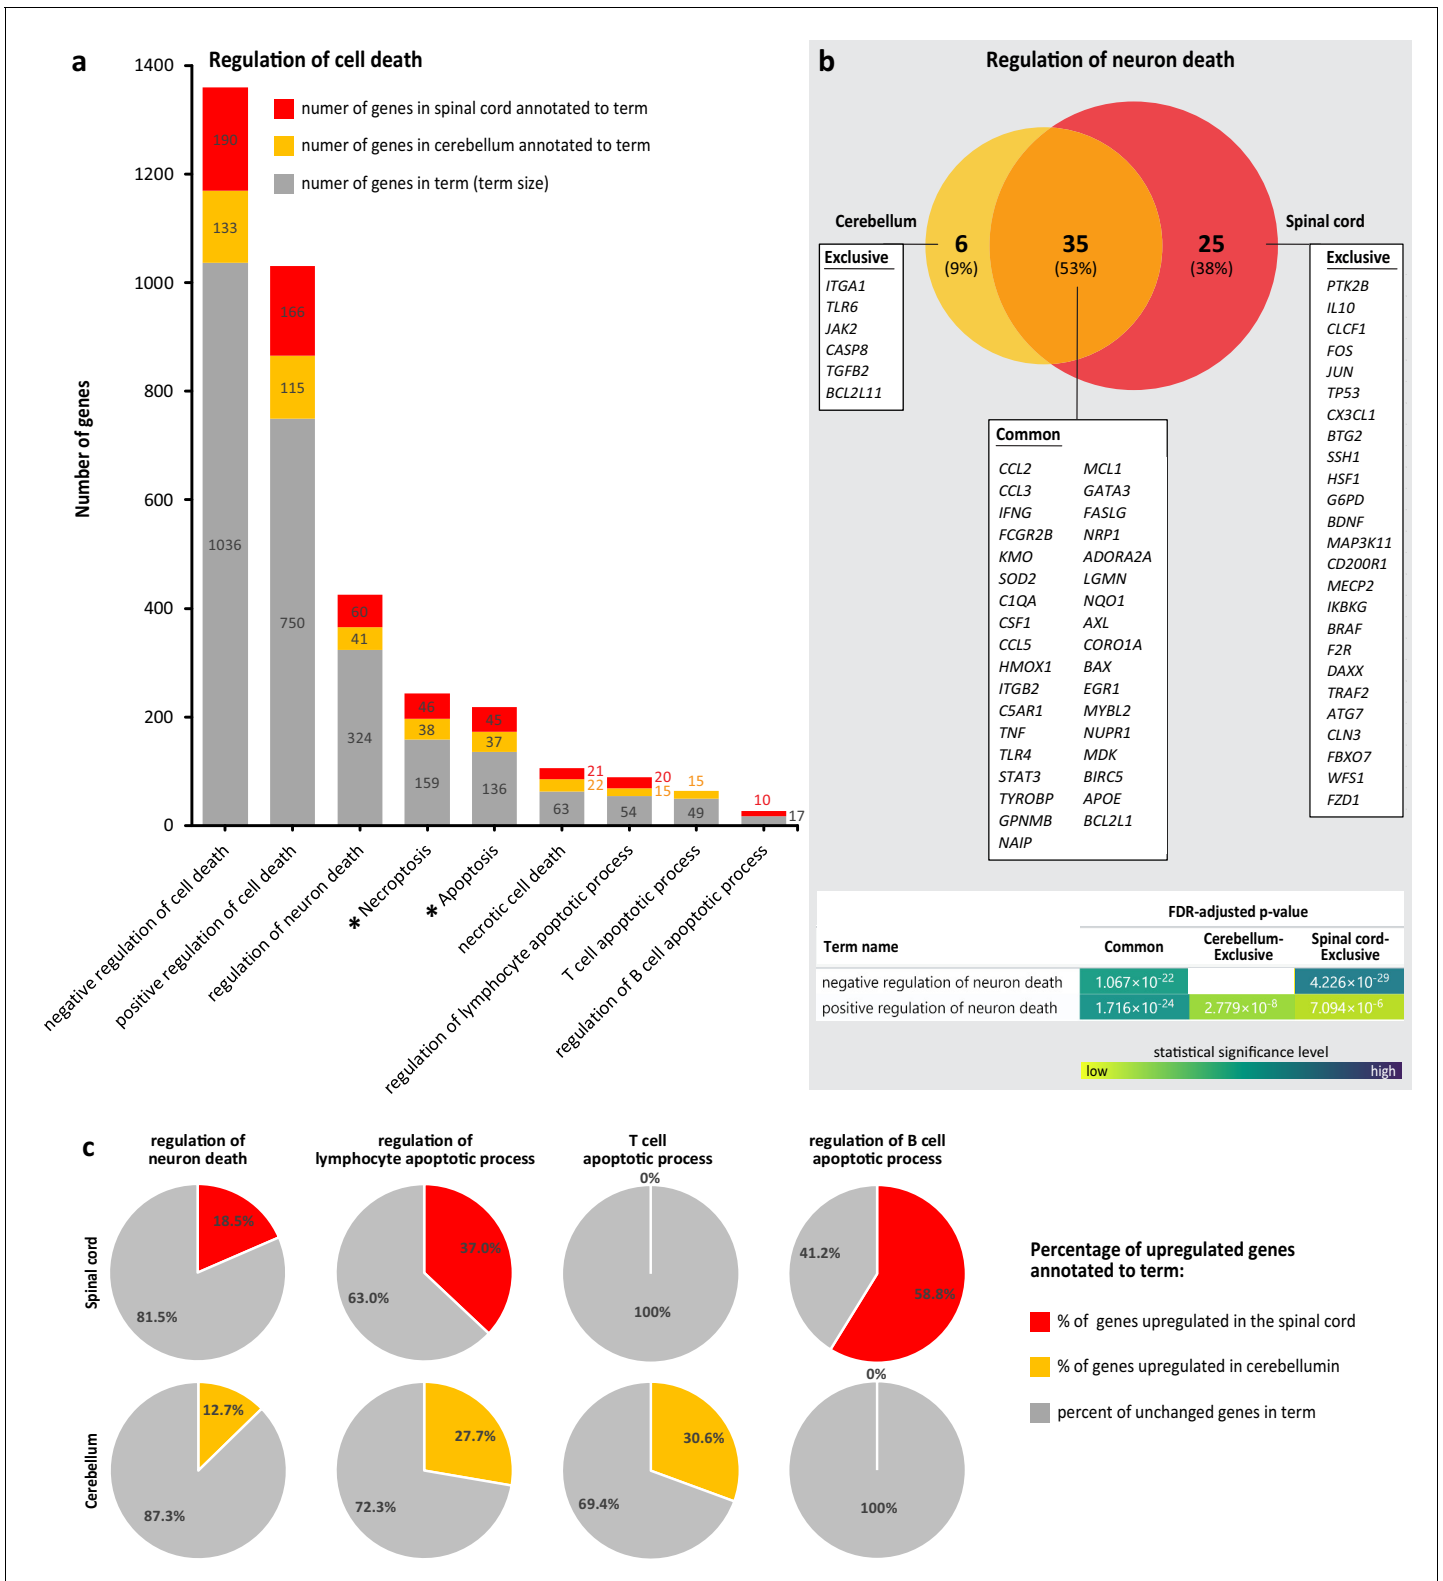 a
Regulation of cell death
1400
1200
1000
800
600
400
200
0
Number of genes
numer of genes in spinal cord annotated to term
numer of genes in cerebellum annotated to term
numer of genes in term (term size)
190
133
1036
166
115
750
60
41
324
46
38
159
45
37
136
21
22
63
20
15
54
15
49
10
17
negative regulation of cell death
positive regulation of cell death
regulation of neuron death
* Necroptosis
* Apoptosis
necrotic cell death
regulation of lymphocyte apoptotic process
T cell apoptotic process
regulation of B cell apoptotic process
b
Regulation of neuron death
Cerebellum
Spinal cord
6
(9%)
35
(53%)
25
(38%)
Exclusive
ITGA1
TLR6
JAK2
CASP8
TGFB2
BCL2L11
Common
CCL2 MCL1
CCL3 GATA3
IFNG FASLG
FCGR2B NRP1
KMO ADORA2A
SOD2 LGMN
C1QA NQO1
CSF1 AXL
CCL5 CORO1A
HMOX1 BAX
ITGB2 EGR1
C5AR1 MYBL2
TNF NUPR1
TLR4 MDK
STAT3 BIRC5
TYROBP APOE
GPNMB BCL2L1
NAIP
Exclusive
PTK2B
IL10
CLCF1
FOS
JUN
TP53
CX3CL1
BTG2
SSH1
HSF1
G6PD
BDNF
MAP3K11
CD200R1
MECP2
IKBKG
BRAF
F2R
DAXX
TRAF2
ATG7
CLN3
FBXO7
WFS1
FZD1
FDR-adjusted p-value
Term name Common Cerebellum-Exclusive Spinal cord-Exclusive
negative regulation of neuron death 1.067×10⁻²² 4.226×10⁻²⁹
positive regulation of neuron death 1.716×10⁻²⁴ 2.779×10⁻⁸ 7.094×10⁻⁶
statistical significance level
low high
c
regulation of
neuron death
regulation of
lymphocyte apoptotic process
T cell
apoptotic process
regulation of B cell
apoptotic process
Spinal cord
18.5%
81.5%
37.0%
63.0%
0%
100%
41.2%
58.8%
Cerebellum
12.7%
87.3%
27.7%
72.3%
30.6%
69.4%
0%
100%
Percentage of upregulated genes
annotated to term:
% of genes upregulated in the spinal cord
% of genes upregulated in cerebellumin
percent of unchanged genes in term